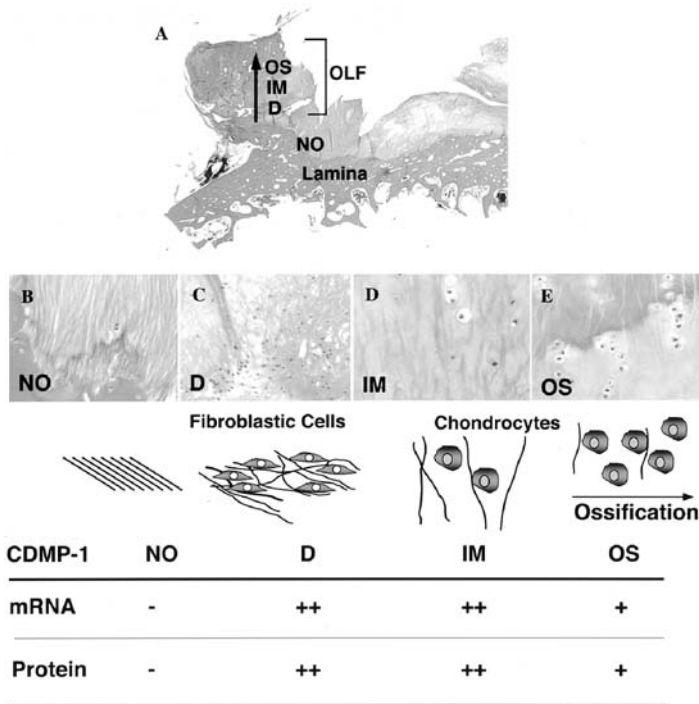 A
OS
IM
D
OLF
NO
Lamina
B C D E
NO D IM OS
Fibroblastic Cells Chondrocytes
Ossification
CDMP-1 NO D IM OS
mRNA - ++ ++ +
Protein - ++ ++ +